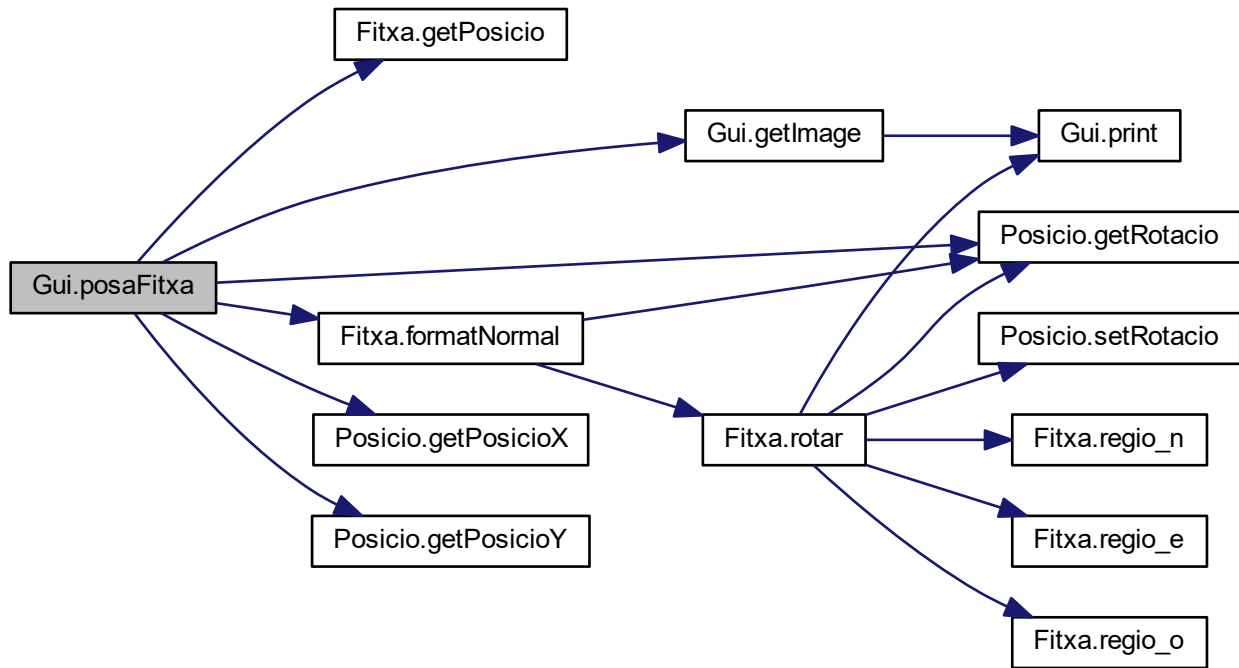 Fitxa.getPosicio
Gui.getImage
Gui.print
Posicio.getRotacio
Gui.posaFitxa
Fitxa.formatNormal
Posicio.setRotacio
Posicio.getPosicioX
Fitxa.rotar
Fitxa.regio_n
Posicio.getPosicioY
Fitxa.regio_e
Fitxa.regio_o